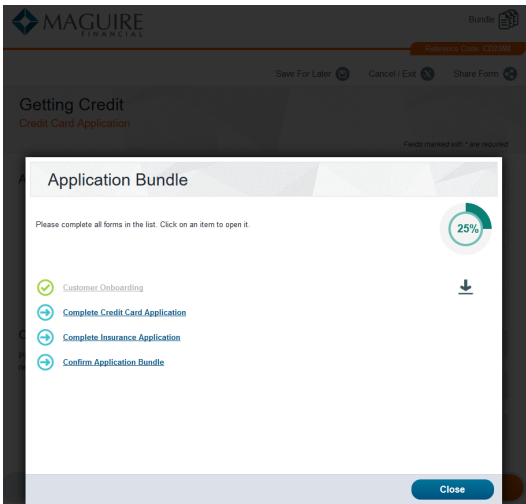 MAGUIRE
FINANCIAL
Bundle
Reference Code: 
Save For Later
Cancel / Exit
Share Form
Getting Credit
Credit Card Application
Fields marked with * are required
Application Bundle
Please complete all forms in the list. Click on an item to open it.
25%
Customer Onboarding
Complete Credit Card Application
Complete Insurance Application
Confirm Application Bundle
Close